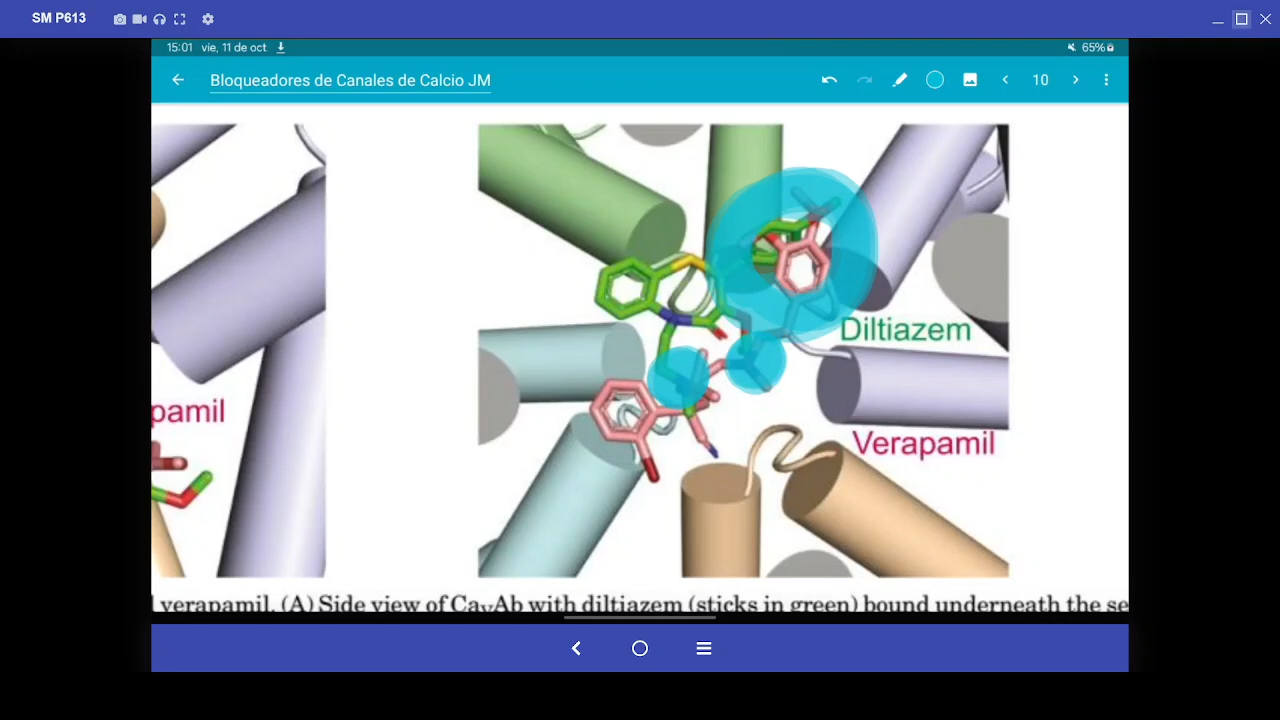 SM P613
15:01 vie, 11 de oct
65%
Bloqueadores de Canales de Calcio JM
10
Diltiazem
pamil
Verapamil
l verapamil. (A) Side view of CaᵥAb with diltiazem (sticks in green) bound underneath the se